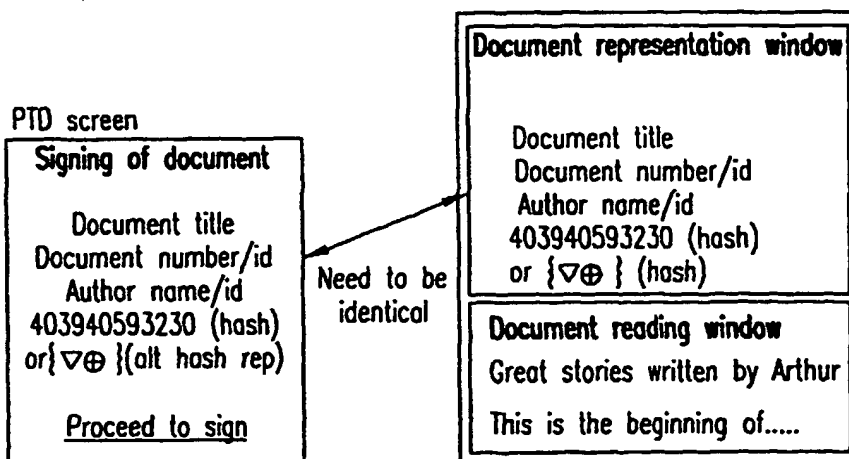 PTD screen
Signing of document
Document title
Document number/id
Author name/id
403940593230 (hash)
or{ ▽⊕ }(alt hash rep)
Proceed to sign
Need to be
identical
Document representation window
Document title
Document number/id
Author name/id
403940593230 (hash)
or {▽⊕ } (hash)
Document reading window
Great stories written by Arthur
This is the beginning of.....